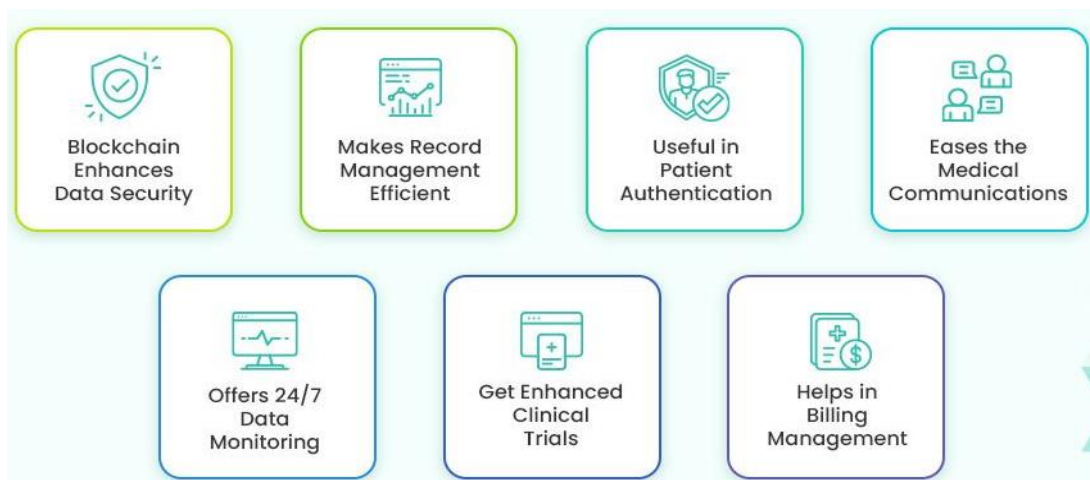 Blockchain
Enhances
Data Security
Makes Record
Management
Efficient
Useful in
Patient
Authentication
Eases the
Medical
Communications
Offers 24/7
Data
Monitoring
Get Enhanced
Clinical
Trials
Helps in
Billing
Management